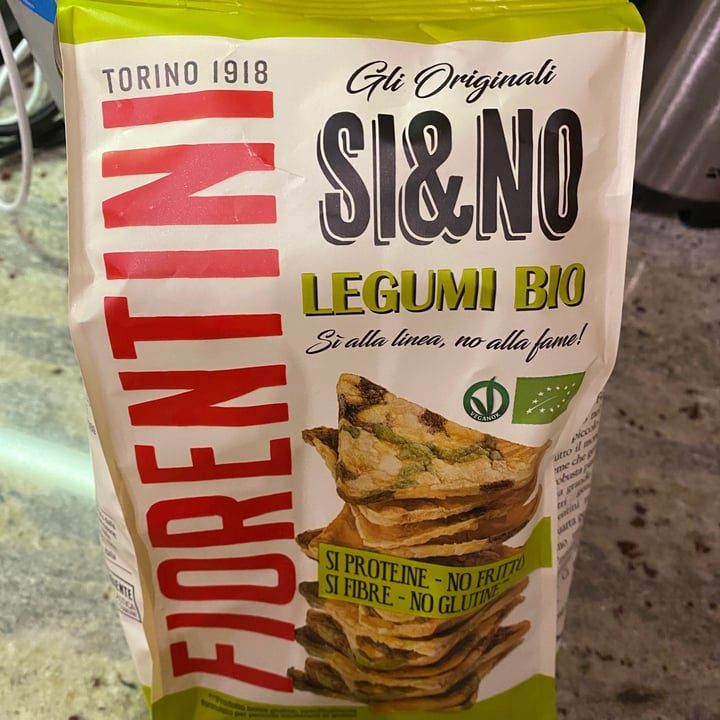 TORINO 1918
FIORENTINI
Gli Originali
SI&NO
LEGUMI BIO
Sì alla linea, no alla fame!
VEGANOK
SI PROTEINE - NO FRITTO
SI FIBRE - NO GLUTINE